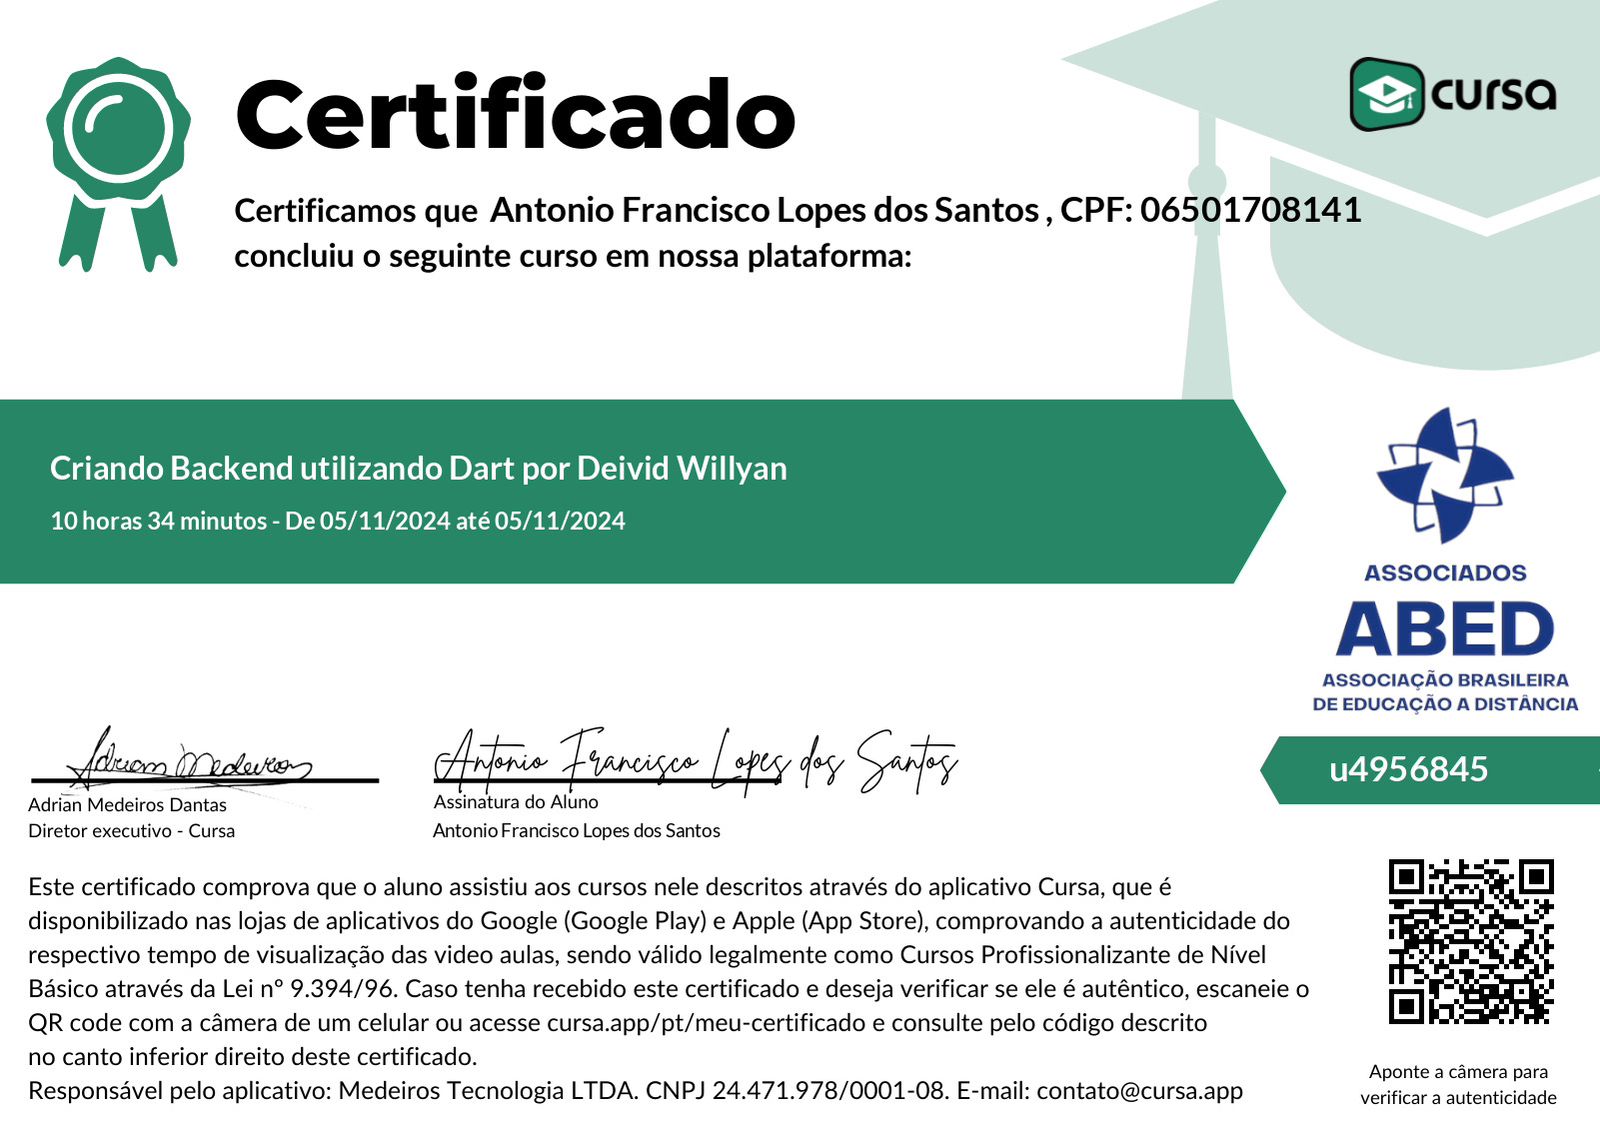 cursa
Certificado
Certificamos que Antonio Francisco Lopes dos Santos , CPF: 06501708141
concluiu o seguinte curso em nossa plataforma:
Criando Backend utilizando Dart por Deivid Willyan
10 horas 34 minutos - De 05/11/2024 até 05/11/2024
ASSOCIADOS
ABED
ASSOCIAÇÃO BRASILEIRA
DE EDUCAÇÃO A DISTÂNCIA
Adrian Medeiros
Adrian Medeiros Dantas
Diretor executivo - Cursa
Antonio Francisco Lopes dos Santos
Assinatura do Aluno
Antonio Francisco Lopes dos Santos
u4956845
Este certificado comprova que o aluno assistiu aos cursos nele descritos através do aplicativo Cursa, que é
disponibilizado nas lojas de aplicativos do Google (Google Play) e Apple (App Store), comprovando a autenticidade do
respectivo tempo de visualização das video aulas, sendo válido legalmente como Cursos Profissionalizante de Nível
Básico através da Lei nº 9.394/96. Caso tenha recebido este certificado e deseja verificar se ele é autêntico, escaneie o
QR code com a câmera de um celular ou acesse cursa.app/pt/meu-certificado e consulte pelo código descrito
no canto inferior direito deste certificado.
Responsável pelo aplicativo: Medeiros Tecnologia LTDA. CNPJ 24.471.978/0001-08. E-mail: contato@cursa.app
Aponte a câmera para
verificar a autenticidade